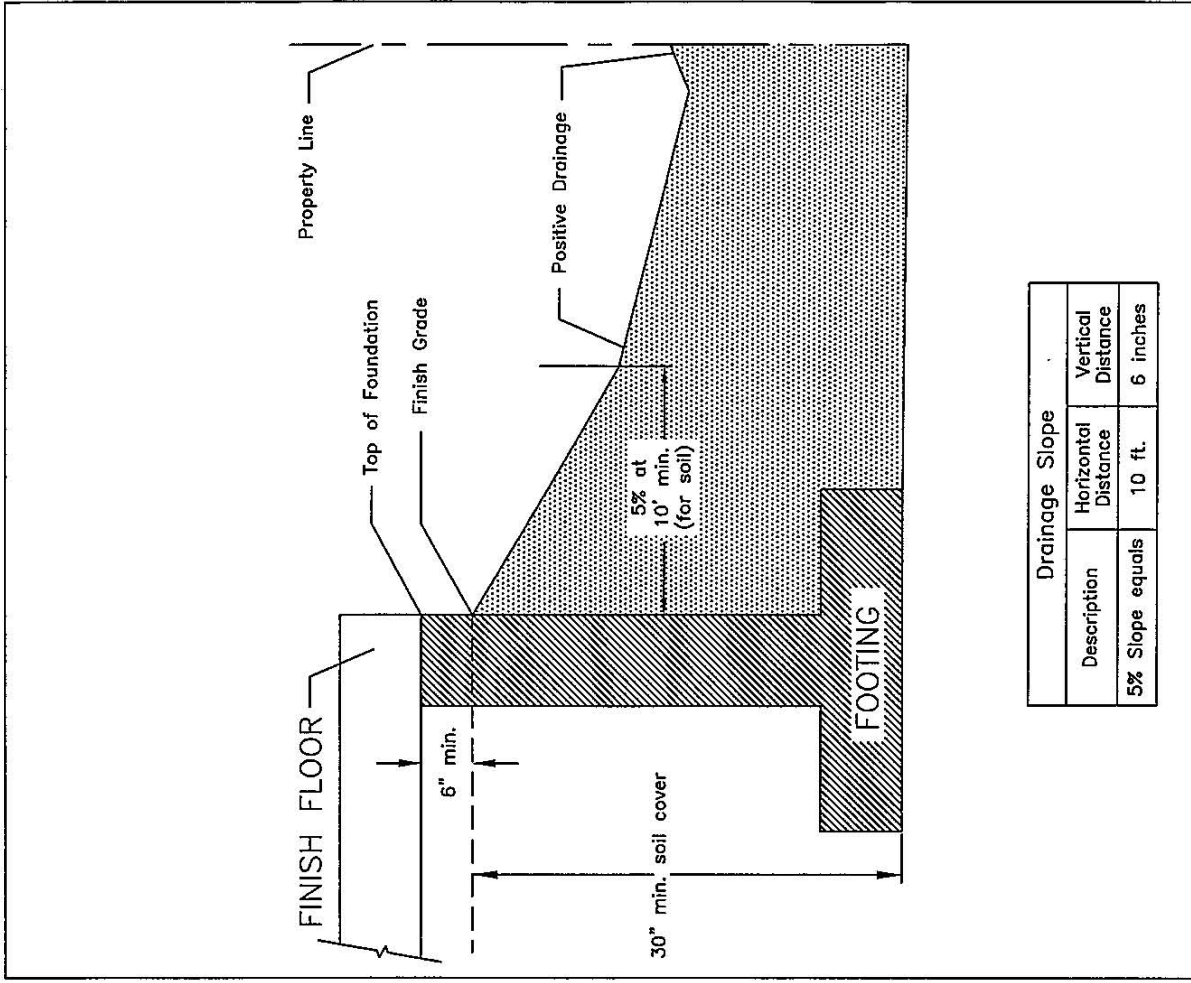 Property Line
Top of Foundation
Finish Grade
FINISH FLOOR
6" min.
Positive Drainage
5% at
10' min.
(for soil)
30" min. soil cover
FOOTING
Drainage Slope
Description
Horizontal
Distance
Vertical
Distance
5% Slope equals
10 ft.
6 inches